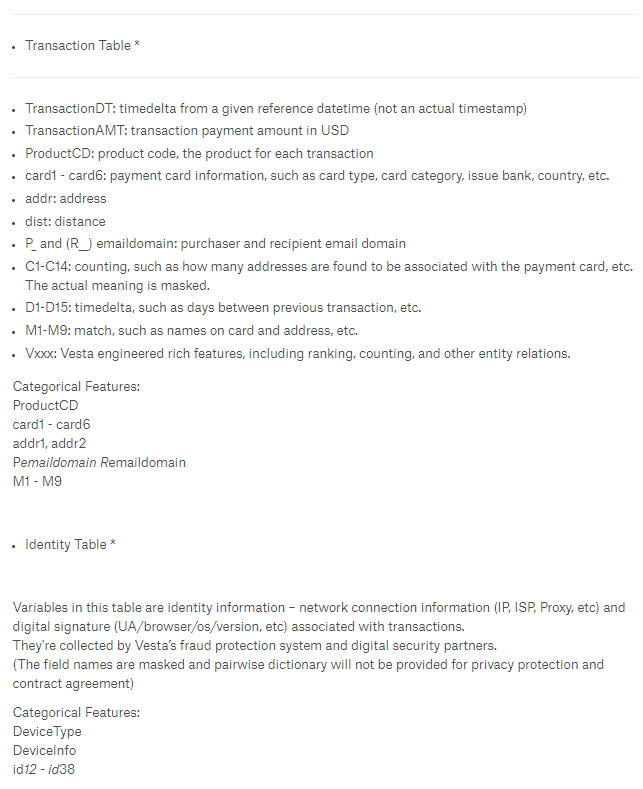 • Transaction Table *
• TransactionDT: timedelta from a given reference datetime (not an actual timestamp)
• TransactionAMT: transaction payment amount in USD
• ProductCD: product code, the product for each transaction
• card1 - card6: payment card information, such as card type, card category, issue bank, country, etc.
• addr: address
• dist: distance
• P_ and (R__) emaildomain: purchaser and recipient email domain
• C1-C14: counting, such as how many addresses are found to be associated with the payment card, etc.
The actual meaning is masked.
• D1-D15: timedelta, such as days between previous transaction, etc.
• M1-M9: match, such as names on card and address, etc.
• Vxxx: Vesta engineered rich features, including ranking, counting, and other entity relations.
Categorical Features:
ProductCD
card1 - card6
addr1, addr2
Pemaildomain Remaildomain
M1 - M9
• Identity Table *
Variables in this table are identity information – network connection information (IP, ISP, Proxy, etc) and
digital signature (UA/browser/os/version, etc) associated with transactions.
They're collected by Vesta's fraud protection system and digital security partners.
(The field names are masked and pairwise dictionary will not be provided for privacy protection and
contract agreement)
Categorical Features:
DeviceType
DeviceInfo
id12 - id38